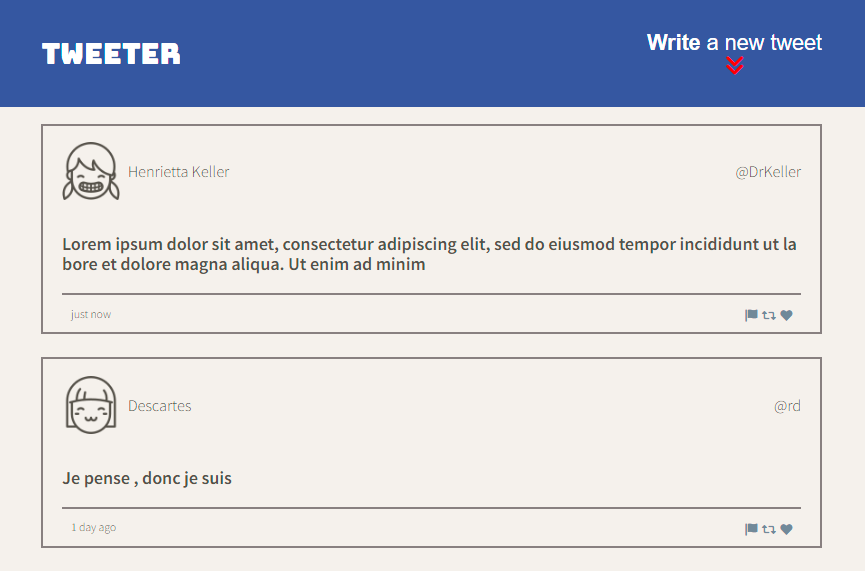 TWEETER
Write a new tweet
Henrietta Keller
@DrKeller
Lorem ipsum dolor sit amet, consectetur adipiscing elit, sed do eiusmod tempor incididunt ut la
bore et dolore magna aliqua. Ut enim ad minim
just now
Descartes
@rd
Je pense , donc je suis
1 day ago